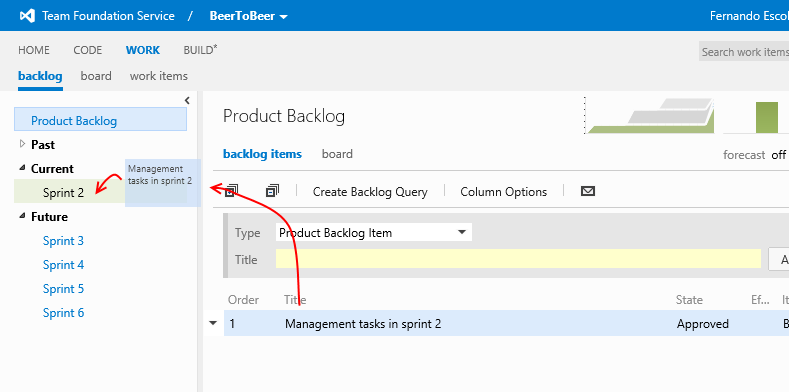 Team Foundation Service / BeerToBeer Fernando Escol
HOME CODE WORK BUILD*
Search work items
backlog board work items
Product Backlog
Past
Current
Sprint 2
Management
tasks in sprint 2
Future
Sprint 3
Sprint 4
Sprint 5
Sprint 6
Product Backlog
backlog items board
forecast off
Create Backlog Query Column Options
Type Product Backlog Item
Title
A
Order Title State Ef... It
1 Management tasks in sprint 2 Approved B